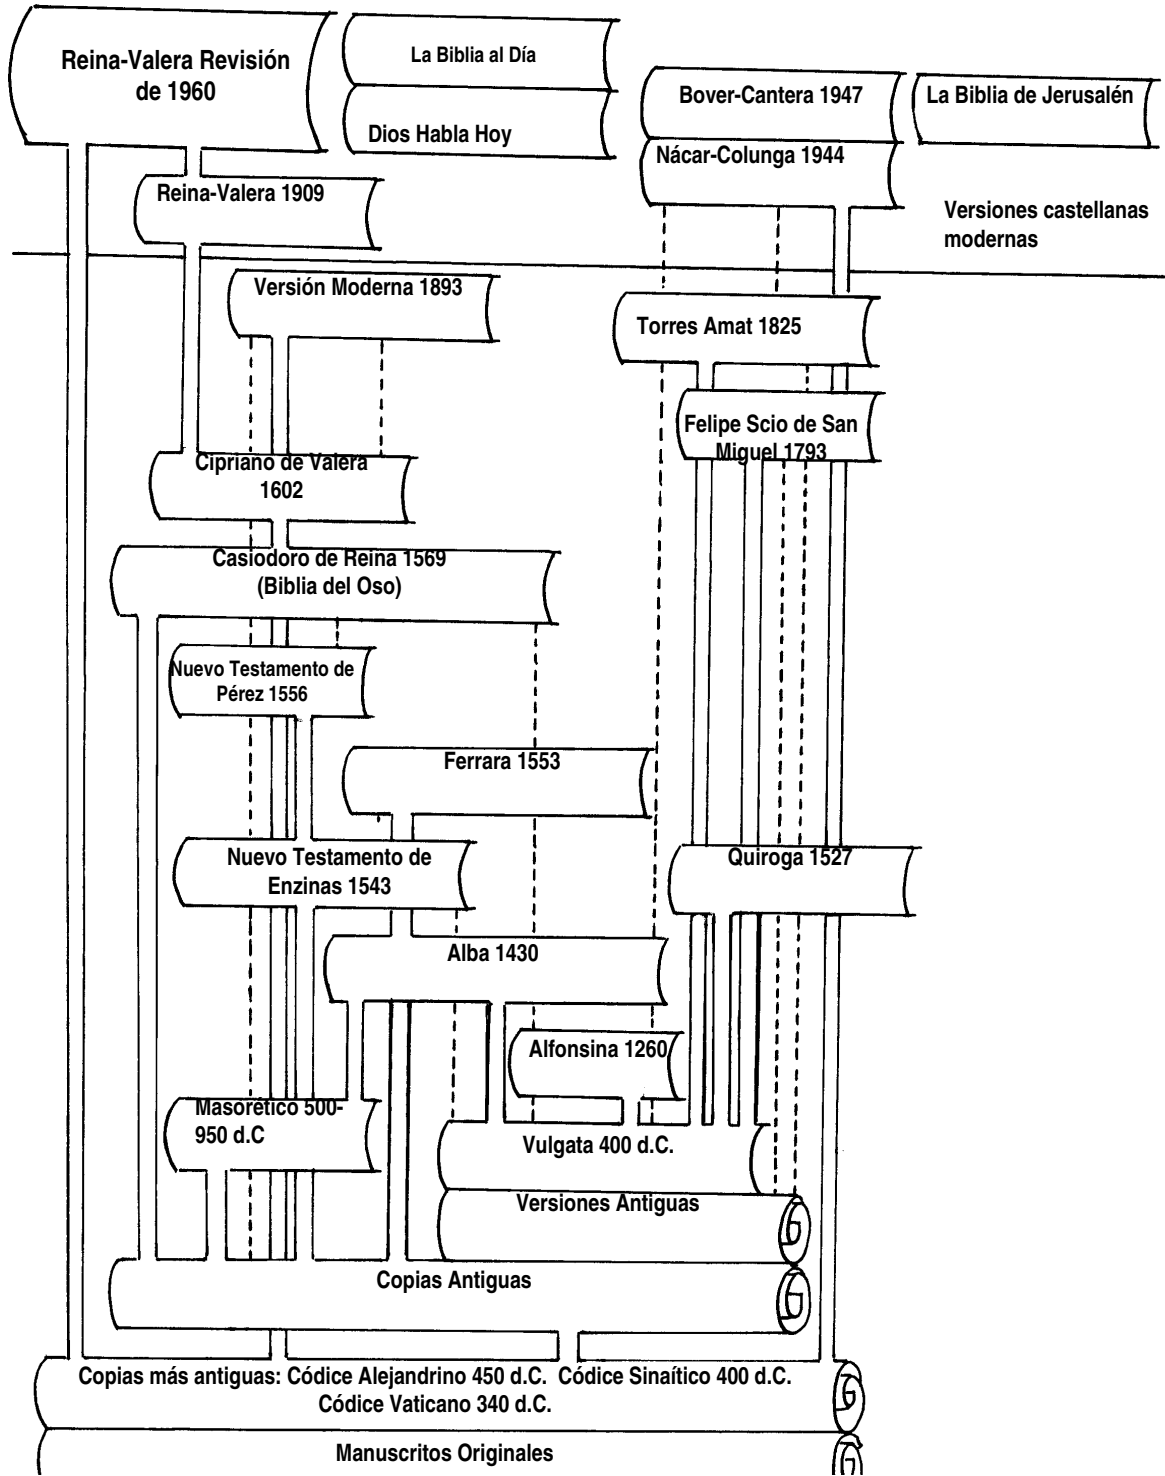 Reina-Valera Revisión
de 1960
La Biblia al Día
Dios Habla Hoy
Bover-Cantera 1947
La Biblia de Jerusalén
Nácar-Colunga 1944
Reina-Valera 1909
Versiones castellanas
modernas
Versión Moderna 1893
Torres Amat 1825
Felipe Scio de San
Miguel 1793
Cipriano de Valera
1602
Casiodoro de Reina 1569
(Biblia del Oso)
Nuevo Testamento de
Pérez 1556
Ferrara 1553
Nuevo Testamento de
Enzinas 1543
Quiroga 1527
Alba 1430
Alfonsina 1260
Masorético 500-
950 d.C
Vulgata 400 d.C.
Versiones Antiguas
Copias Antiguas
Copias más antiguas: Códice Alejandrino 450 d.C. Códice Sinaítico 400 d.C.
Códice Vaticano 340 d.C.
Manuscritos Originales